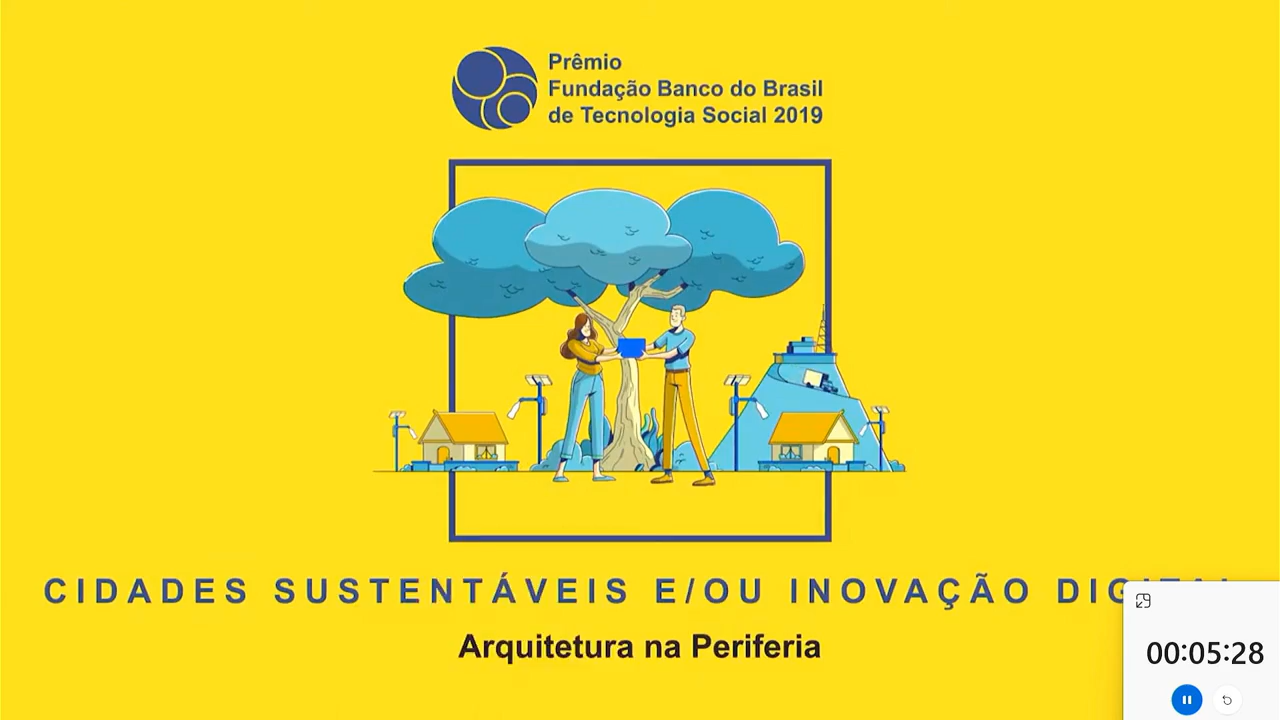 Prêmio
Fundação Banco do Brasil
de Tecnologia Social 2019
CIDADES SUSTENTÁVEIS E/OU INOVAÇÃO DIGITAL
Arquitetura na Periferia
00:05:28